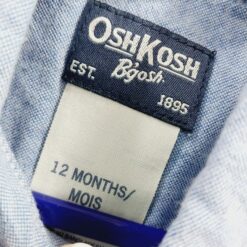 OSHKOSH
EST. B'gosh. 1895
12 MONTHS/
MOIS